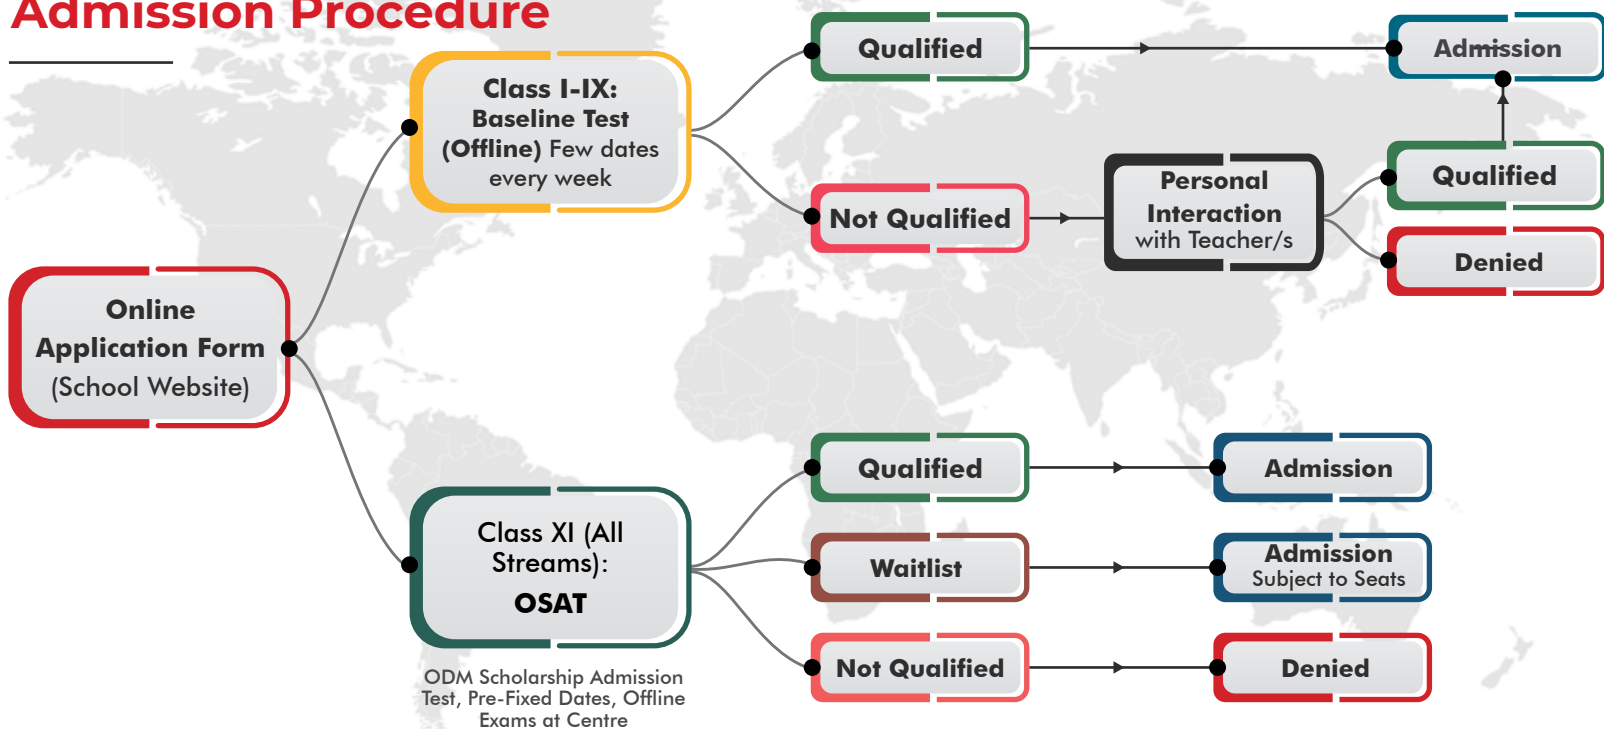 Admission Procedure
Online
Application Form
(School Website)
Class I-IX:
Baseline Test
(Offline) Few dates
every week
Qualified
Admission
Not Qualified
Personal
Interaction
with Teacher/s
Qualified
Denied
Class XI (All
Streams):
OSAT
ODM Scholarship Admission
Test, Pre-Fixed Dates, Offline
Exams at Centre
Qualified
Admission
Waitlist
Admission
Subject to Seats
Not Qualified
Denied